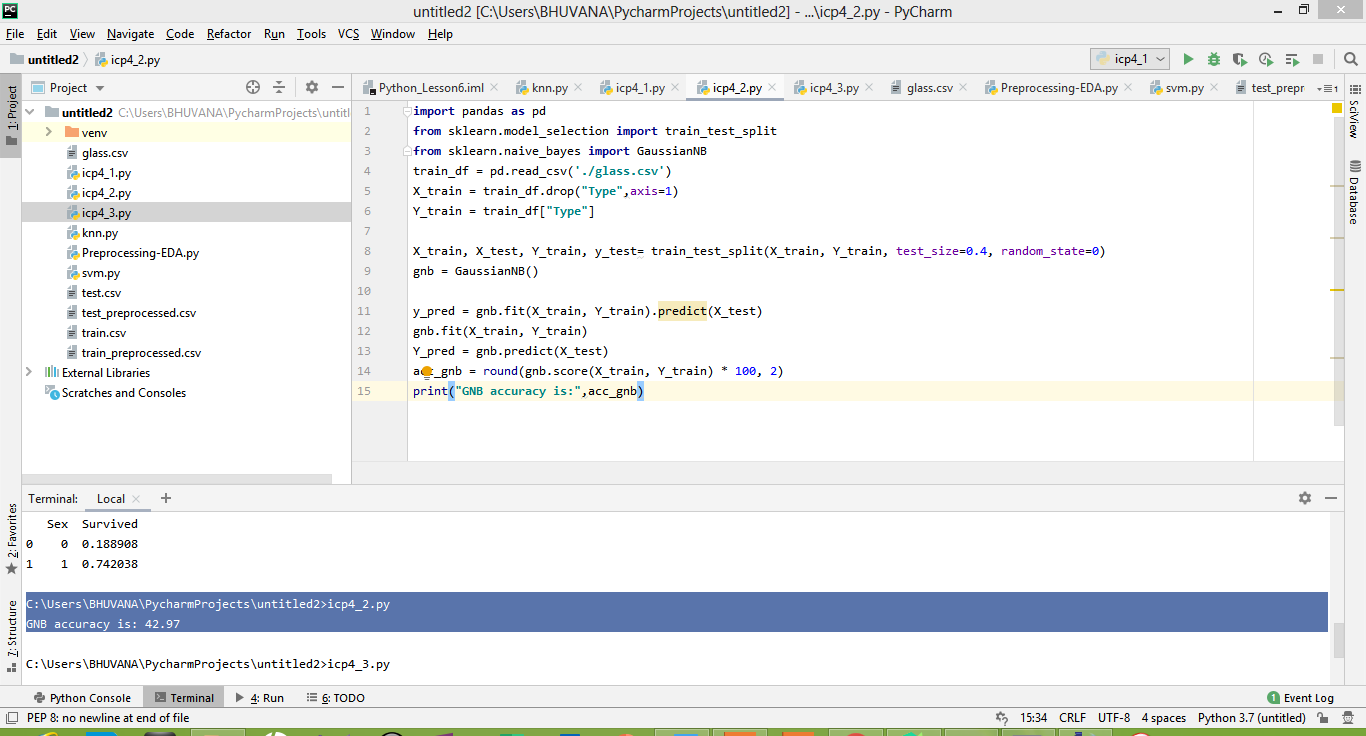 untitled2 [C:\Users\BHUVANA\PycharmProjects\untitled2] - ...\icp4_2.py - PyCharm
File Edit View Navigate Code Refactor Run Tools VCS Window Help
untitled2 icp4_2.py icp4_1
Project
Python_Lesson6.iml knn.py icp4_1.py icp4_2.py icp4_3.py glass.csv Preprocessing-EDA.py svm.py test_prepr
1: Project
untitled2 C:\Users\BHUVANA\PycharmProjects\untitl
venv
glass.csv
icp4_1.py
icp4_2.py
icp4_3.py
knn.py
Preprocessing-EDA.py
svm.py
test.csv
test_preprocessed.csv
train.csv
train_preprocessed.csv
External Libraries
Scratches and Consoles
1 import pandas as pd
2 from sklearn.model_selection import train_test_split
3 from sklearn.naive_bayes import GaussianNB
4 train_df = pd.read_csv('./glass.csv')
5 X_train = train_df.drop("Type",axis=1)
6 Y_train = train_df["Type"]
7
8 X_train, X_test, Y_train, y_test= train_test_split(X_train, Y_train, test_size=0.4, random_state=0)
9 gnb = GaussianNB()
10
11 y_pred = gnb.fit(X_train, Y_train).predict(X_test)
12 gnb.fit(X_train, Y_train)
13 Y_pred = gnb.predict(X_test)
14 acc_gnb = round(gnb.score(X_train, Y_train) * 100, 2)
15 print("GNB accuracy is:",acc_gnb)
SciView
Database
Terminal: Local
2: Favorites
7: Structure
Sex Survived
0 0 0.188908
1 1 0.742038
C:\Users\BHUVANA\PycharmProjects\untitled2>icp4_2.py
GNB accuracy is: 42.97
C:\Users\BHUVANA\PycharmProjects\untitled2>icp4_3.py
Python Console Terminal 4: Run 6: TODO 1 Event Log
PEP 8: no newline at end of file 15:34 CRLF UTF-8 4 spaces Python 3.7 (untitled)